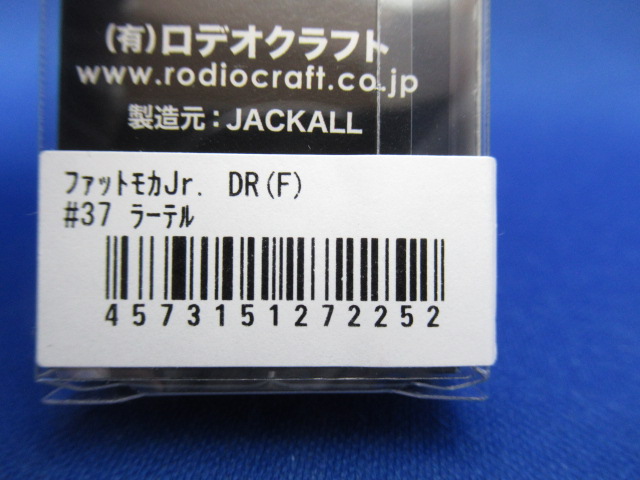 (有)ロデオクラフト
www.rodiocraft.co.jp
製造元：JACKALL
ﾌｧｯﾄﾓｶJr. DR(F)
#37 ﾗｰﾃﾙ
4573151272252